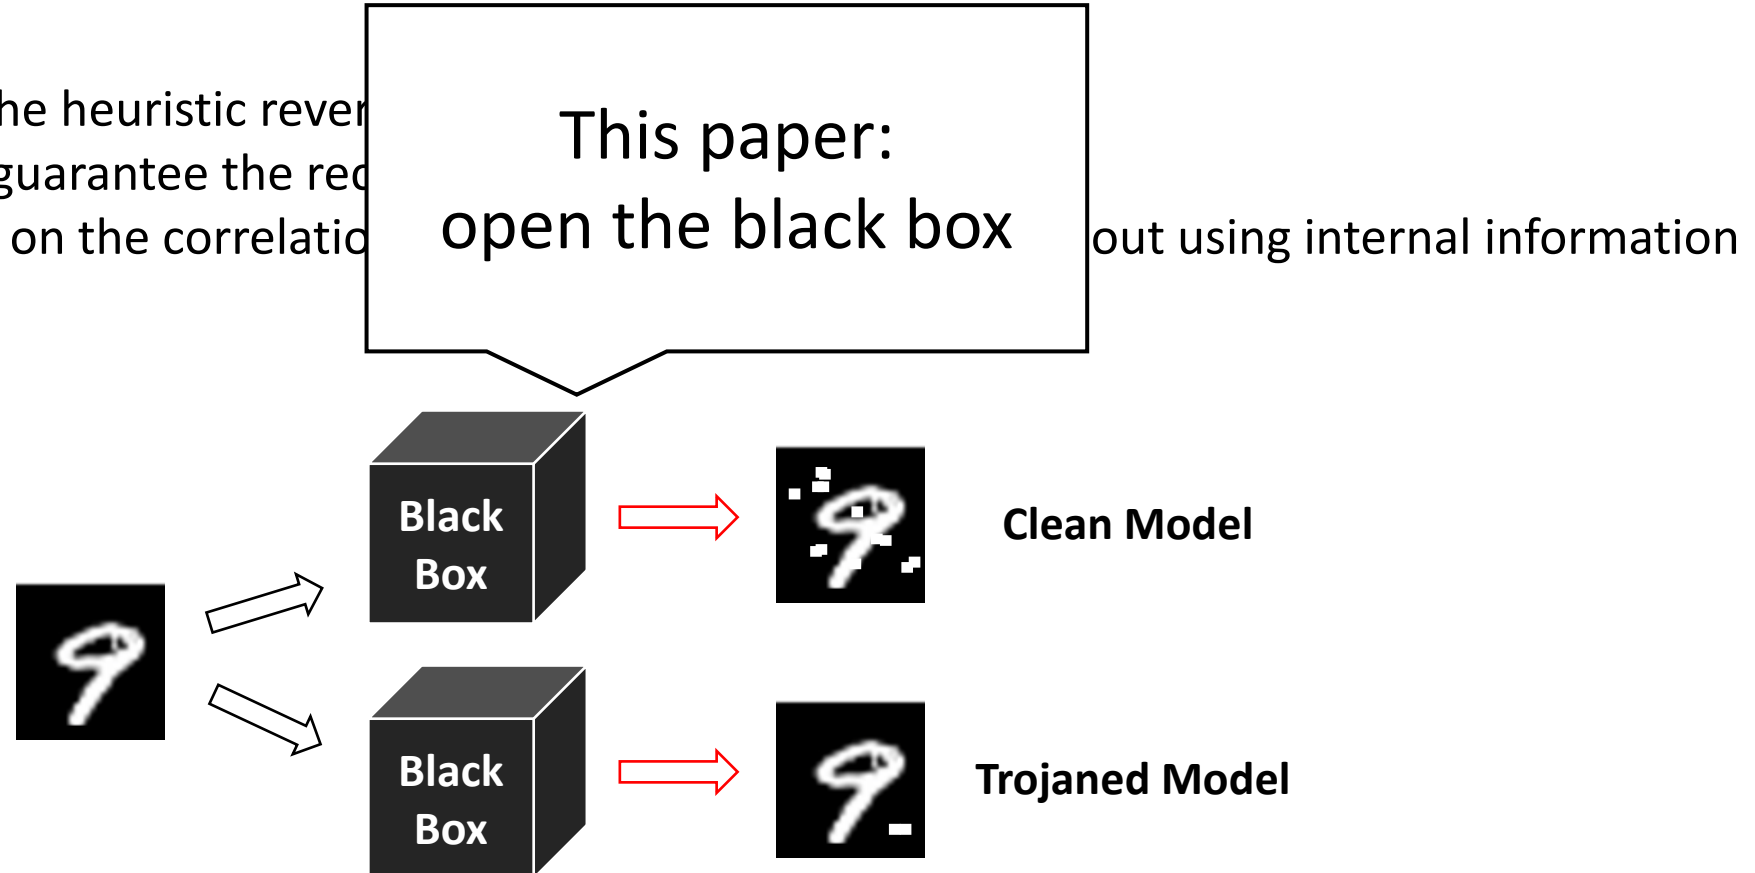 he heuristic rever
This paper:
guarantee the rec
open the black box
on the correlatio
out using internal information
Black
Box
Clean Model
Black
Box
Trojaned Model